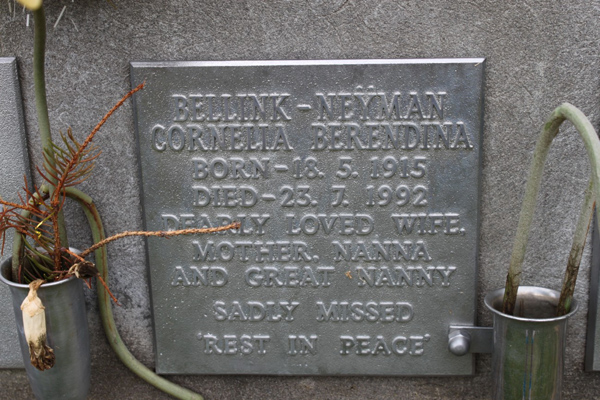 BELLINK-NEŸMAN
CORNELIA BERENDINA
BORN-18. 5. 1915
DIED-23. 7. 1992
DEARLY LOVED WIFE,
MOTHER, NANNA
AND GREAT NANNY
SADLY MISSED
'REST IN PEACE'